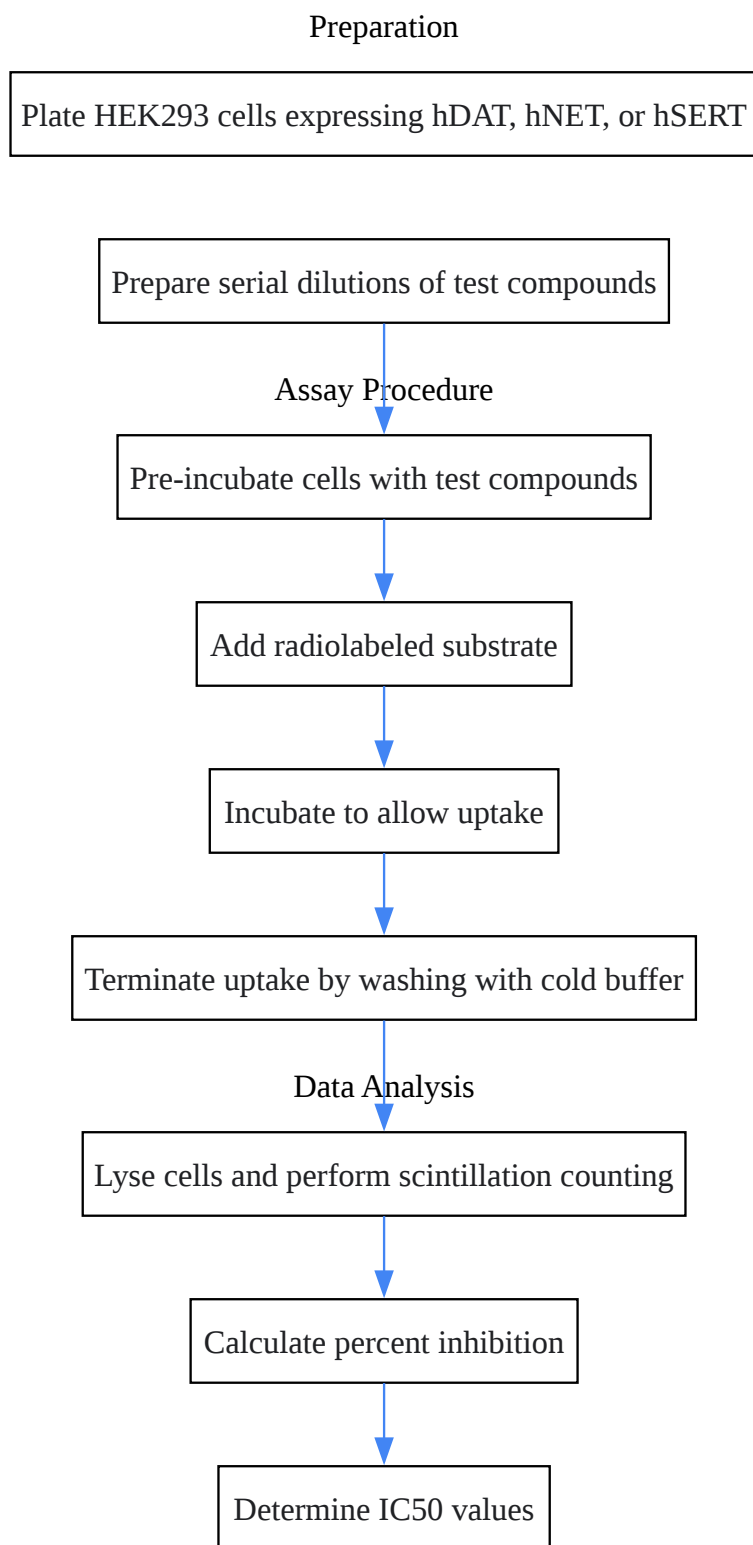 Preparation
Plate HEK293 cells expressing hDAT, hNET, or hSERT
Prepare serial dilutions of test compounds
Assay Procedure
Pre-incubate cells with test compounds
Add radiolabeled substrate
Incubate to allow uptake
Terminate uptake by washing with cold buffer
Data Analysis
Lyse cells and perform scintillation counting
Calculate percent inhibition
Determine IC50 values